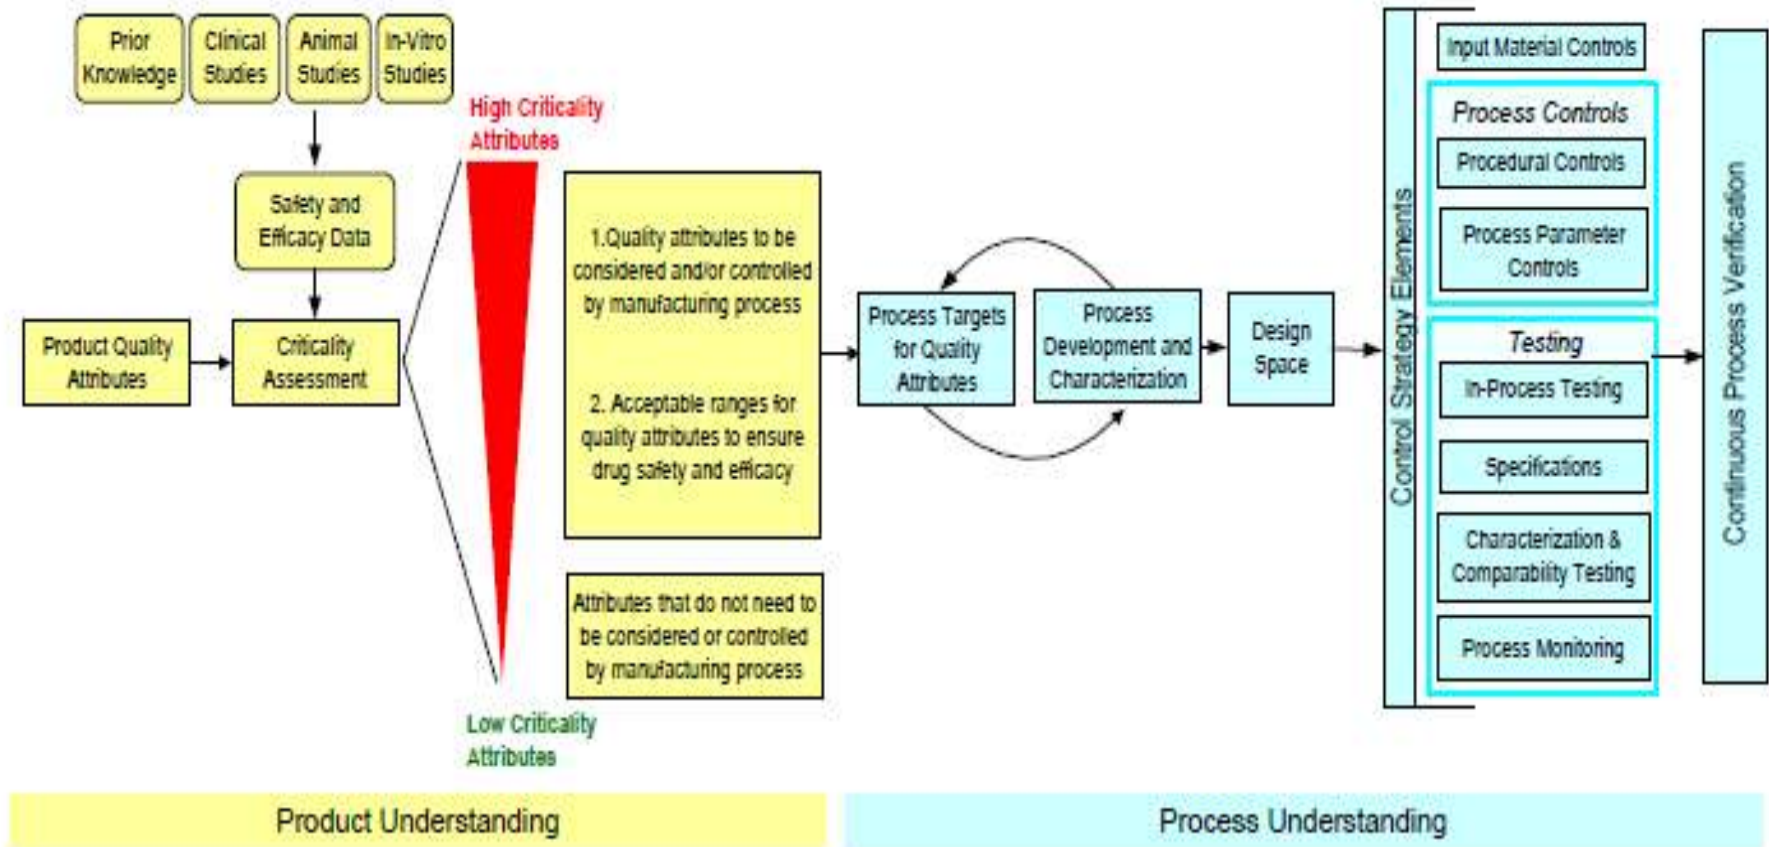 Prior
Knowledge
Clinical
Studies
Animal
Studies
In-Vitro
Studies
Safety and
Efficacy Data
Product Quality
Attributes
Criticality
Assessment
High Criticality
Attributes
Low Criticality
Attributes
1.Quality attributes to be
considered and/or controlled
by manufacturing process
2. Acceptable ranges for
quality attributes to ensure
drug safety and efficacy
Attributes that do not need to
be considered or controlled
by manufacturing process
Process Targets
for Quality
Attributes
Process
Development and
Characterization
Design
Space
Control Strategy Elements
Input Material Controls
Process Controls
Procedural Controls
Process Parameter
Controls
Testing
In-Process Testing
Specifications
Characterization &
Comparability Testing
Process Monitoring
Continuous Process Verification
Product Understanding
Process Understanding